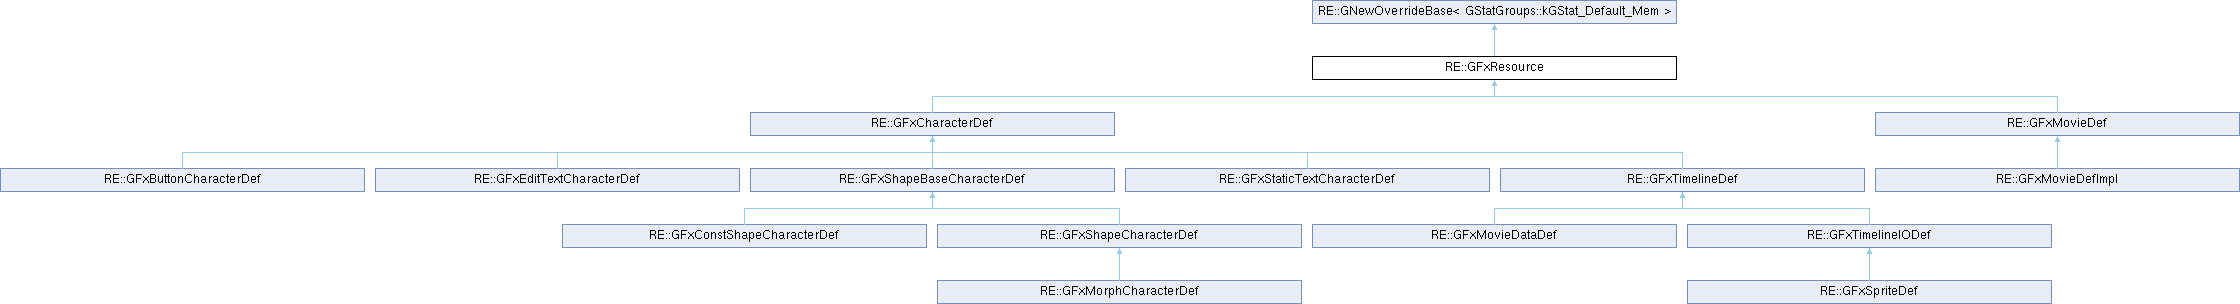 RE::GNewOverrideBase< GStatGroups::kGStat_Default_Mem >
RE::GFxResource
RE::GFxCharacterDef
RE::GFxMovieDef
RE::GFxButtonCharacterDef
RE::GFxEditTextCharacterDef
RE::GFxShapeBaseCharacterDef
RE::GFxStaticTextCharacterDef
RE::GFxTimelineDef
RE::GFxMovieDefImpl
RE::GFxConstShapeCharacterDef
RE::GFxShapeCharacterDef
RE::GFxMovieDataDef
RE::GFxTimelineIODef
RE::GFxMorphCharacterDef
RE::GFxSpriteDef